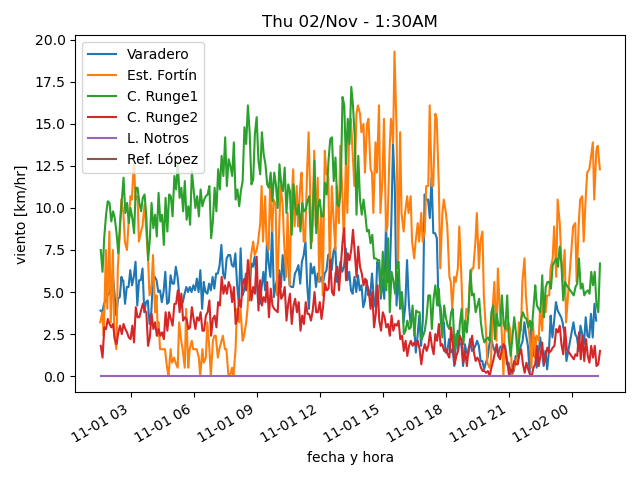 Thu 02/Nov - 1:30AM
20.0
17.5
15.0
12.5
10.0
7.5
5.0
2.5
0.0
viento [km/hr]
Varadero
Est. Fortín
C. Runge1
C. Runge2
L. Notros
Ref. López
11-01 03
11-01 06
11-01 09
11-01 12
11-01 15
11-01 18
11-01 21
11-02 00
fecha y hora